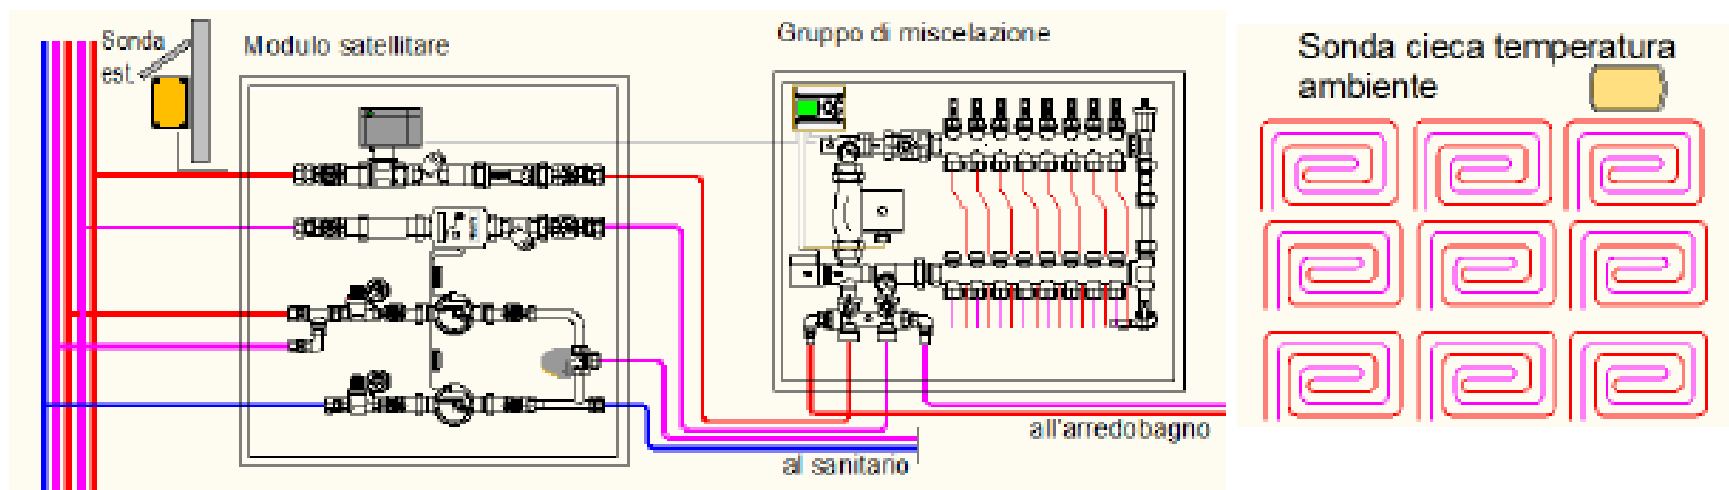 Sonda
est.
Modulo satellitare
Gruppo di miscelazione
Sonda cieca temperatura
ambiente
all'arredobagno
al sanitario